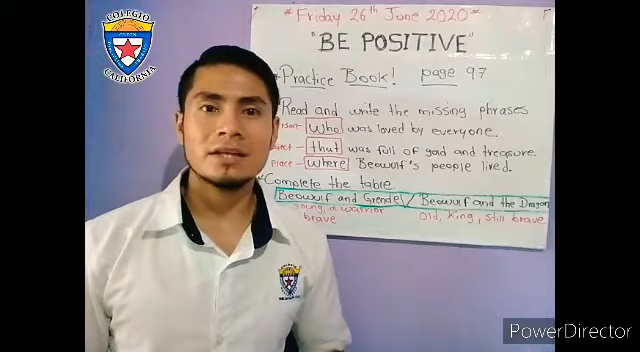 COLEGIO
CALIFORNIA
* Friday 26th June 2020 *
"BE POSITIVE"
* Practice Book! page 97
Read and write the missing phrases
who was loved by everyone.
that was full of gold and treasure.
place - where Beowulf's people lived.
*Complete the table.
Beowulf and Grendel / Beowulf and the Dragon
young, a warrior
brave
Old, King, still brave
PowerDirector